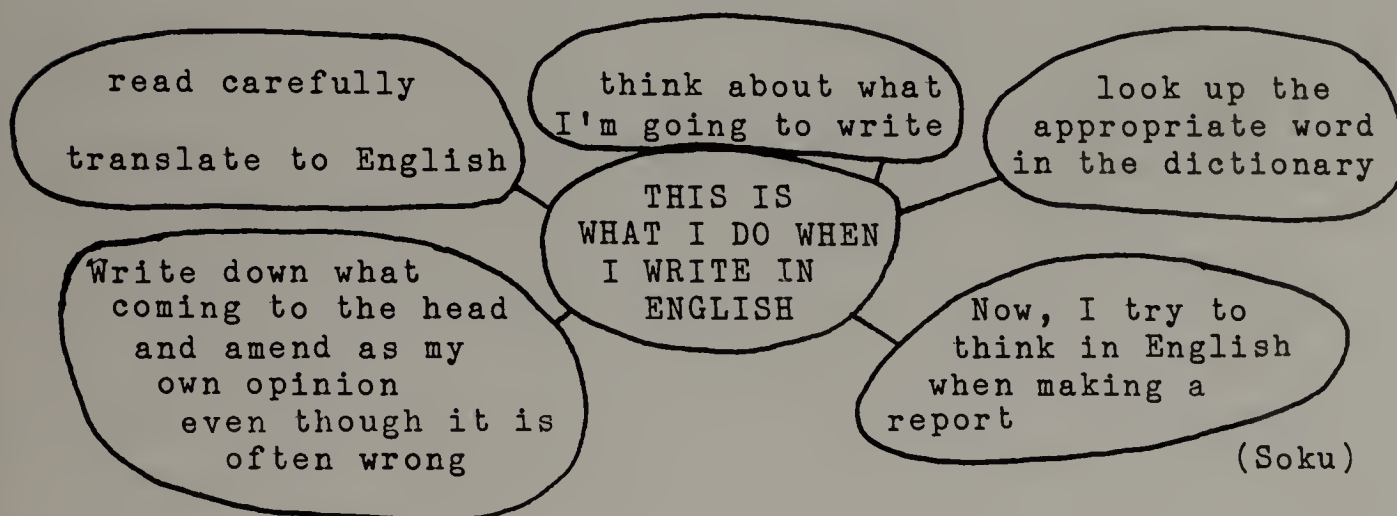 read carefully
translate to English
think about what
I'm going to write
look up the
appropriate word
in the dictionary
THIS IS
WHAT I DO WHEN
I WRITE IN
ENGLISH
Write down what
coming to the head
and amend as my
own opinion
even though it is
often wrong
Now, I try to
think in English
when making a
report
(Soku)